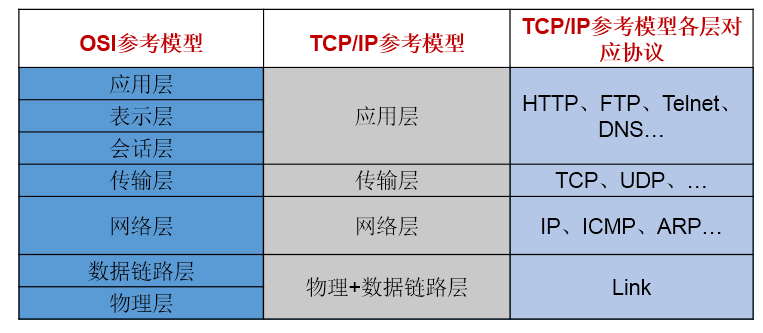 OSI参考模型
TCP/IP参考模型
TCP/IP参考模型各层对
应协议
应用层
表示层
会话层
应用层
HTTP、FTP、Telnet、
DNS…
传输层
传输层
TCP、UDP、…
网络层
网络层
IP、ICMP、ARP…
数据链路层
物理层
物理+数据链路层
Link